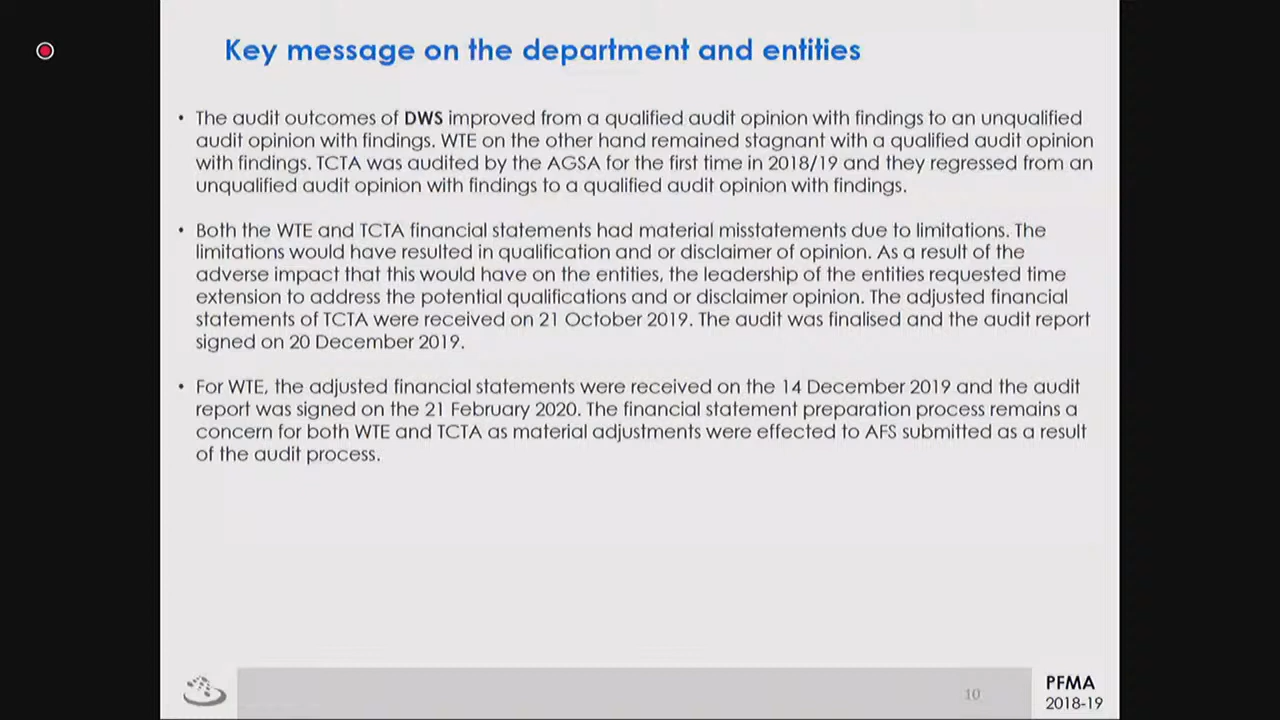 Key message on the department and entities
• The audit outcomes of DWS improved from a qualified audit opinion with findings to an unqualified
audit opinion with findings. WTE on the other hand remained stagnant with a qualified audit opinion
with findings. TCTA was audited by the AGSA for the first time in 2018/19 and they regressed from an
unqualified audit opinion with findings to a qualified audit opinion with findings.
• Both the WTE and TCTA financial statements had material misstatements due to limitations. The
limitations would have resulted in qualification and or disclaimer of opinion. As a result of the
adverse impact that this would have on the entities, the leadership of the entities requested time
extension to address the potential qualifications and or disclaimer opinion. The adjusted financial
statements of TCTA were received on 21 October 2019. The audit was finalised and the audit report
signed on 20 December 2019.
• For WTE, the adjusted financial statements were received on the 14 December 2019 and the audit
report was signed on the 21 February 2020. The financial statement preparation process remains a
concern for both WTE and TCTA as material adjustments were effected to AFS submitted as a result
of the audit process.
10
PFMA
2018-19